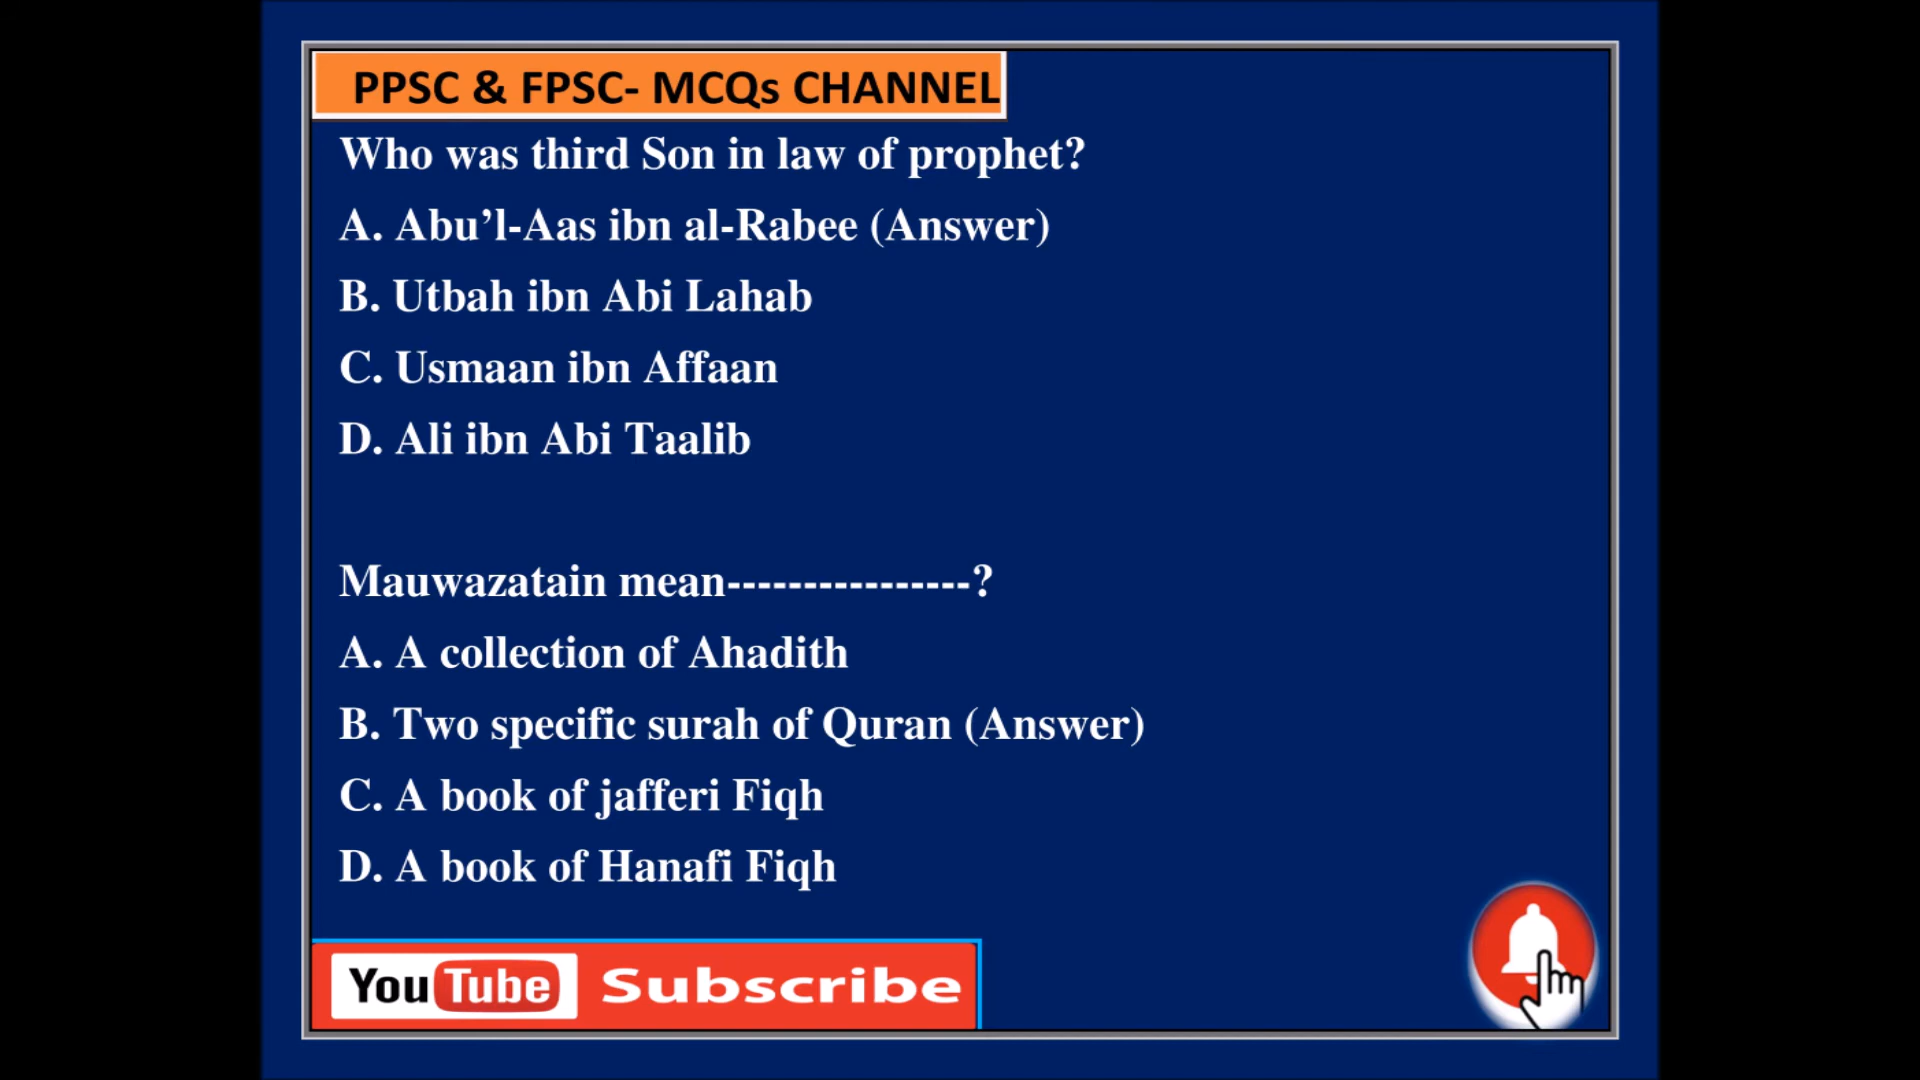 PPSC & FPSC- MCQs CHANNEL
Who was third Son in law of prophet?
A. Abu’l-Aas ibn al-Rabee (Answer)
B. Utbah ibn Abi Lahab
C. Usmaan ibn Affaan
D. Ali ibn Abi Taalib
Mauwazatain mean----------------?
A. A collection of Ahadith
B. Two specific surah of Quran (Answer)
C. A book of jafferi Fiqh
D. A book of Hanafi Fiqh
YouTube Subscribe